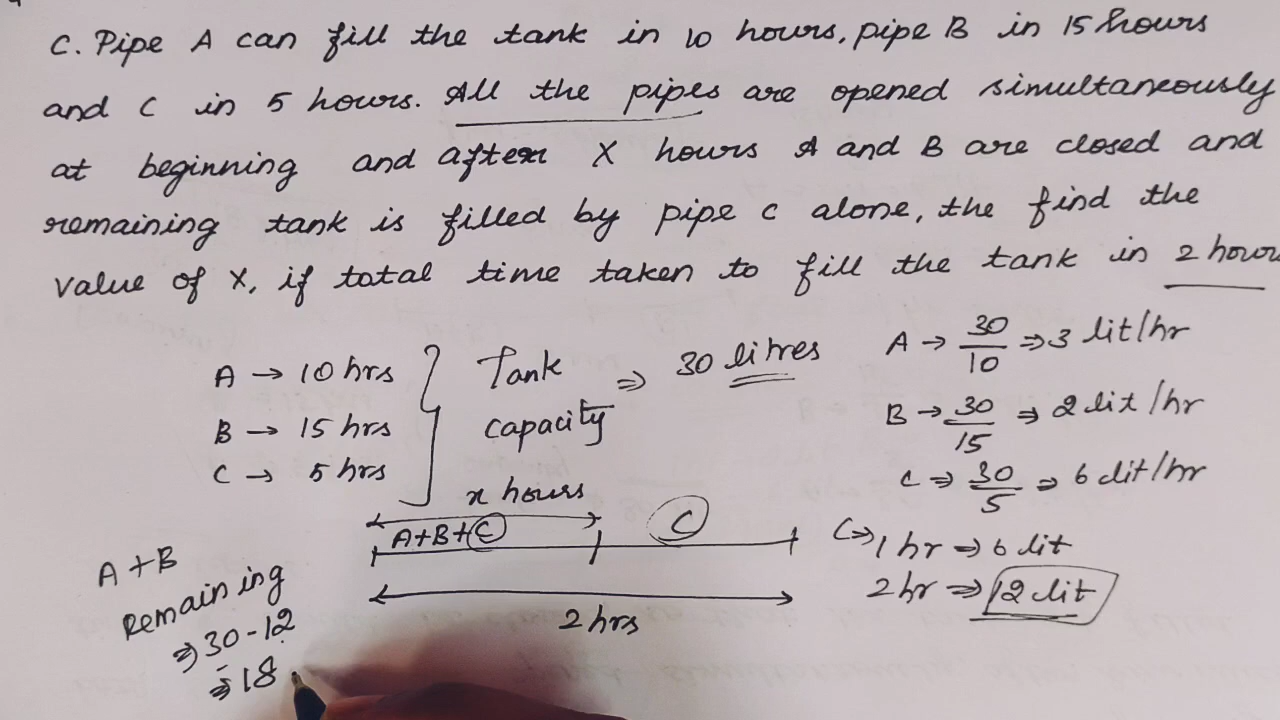 C. Pipe A can fill the tank in 10 hours, pipe B in 15 hours
and C in 5 hours. All the pipes are opened simultaneously
at beginning and after X hours A and B are closed and
remaining tank is filled by pipe C alone, the find the
value of X, if total time taken to fill the tank in 2 hours
A → 10 hrs
B → 15 hrs
C → 5 hrs
Tank
capacity
⇒ 30 litres
A → 30/10 ⇒ 3 lit/hr
B → 30/15 ⇒ 2 lit/hr
C ⇒ 30/5 ⇒ 6 lit/hr
x hours
A+B+C
C
2 hrs
C → 1 hr ⇒ 6 lit
2 hr ⇒ 12 lit
A+B
Remaining
⇒ 30-12
⇒ 18